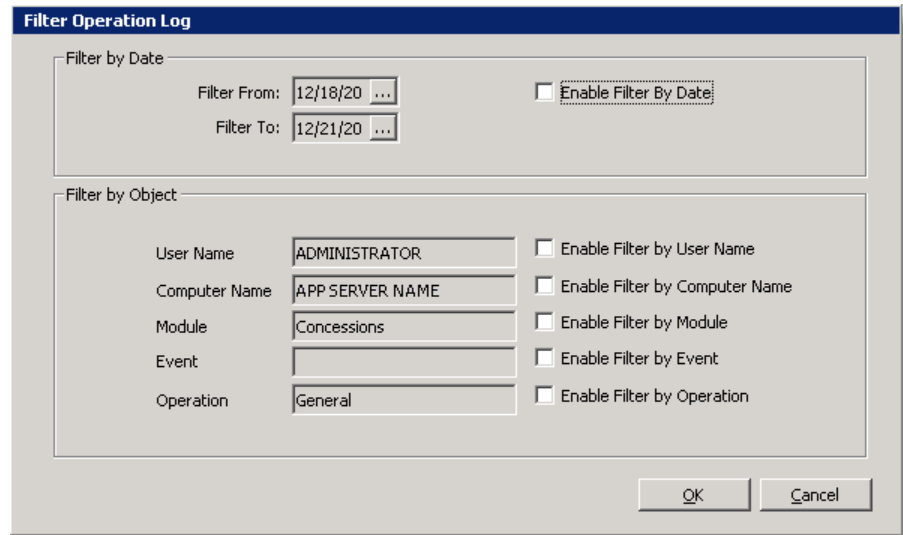 Filter Operation Log
Filter by Date
Filter From: 12/18/20 ... Enable Filter By Date
Filter To: 12/21/20 ...
Filter by Object
User Name ADMINISTRATOR Enable Filter by User Name
Computer Name APP SERVER NAME Enable Filter by Computer Name
Module Concessions Enable Filter by Module
Event Enable Filter by Event
Operation General Enable Filter by Operation
OK Cancel